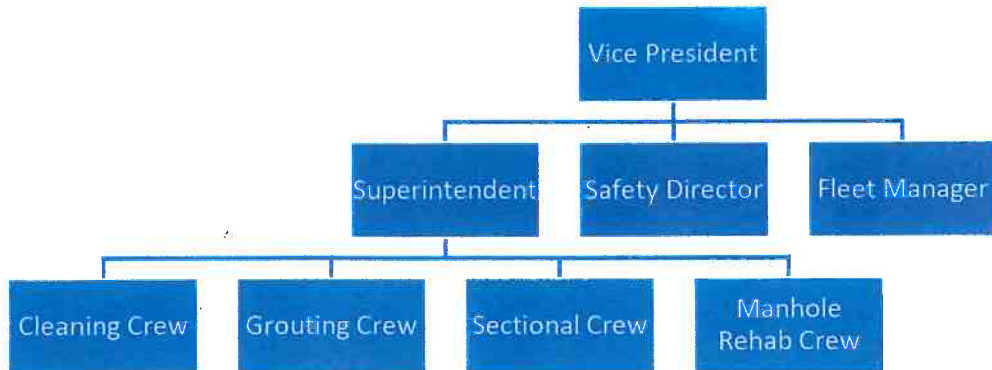 Vice President
Superintendent
Safety Director
Fleet Manager
Cleaning Crew
Grouting Crew
Sectional Crew
Manhole
Rehab Crew